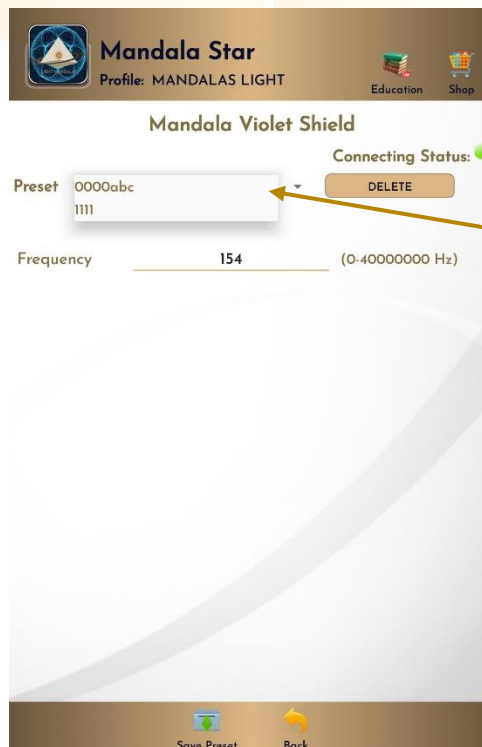 Mandala Star
Profile: MANDALAS LIGHT
Education
Shop
Mandala Violet Shield
Connecting Status:
Preset
0000abc
DELETE
1111
Frequency
154
(0-40000000 Hz)
Save Preset
Back